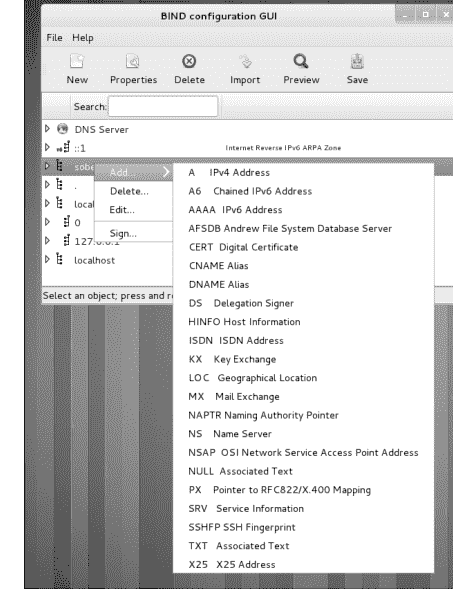 BIND configuration GUI
File Help
New Properties Delete Import Preview Save
Search:
DNS Server
::1 Internet Reverse IPv6 ARPA Zone
sobe
.
local
0
127.0.0.1
localhost
Select an object; press and r
Add...
Delete...
Edit...
Sign...
A IPv4 Address
A6 Chained IPv6 Address
AAAA IPv6 Address
AFSDB Andrew File System Database Server
CERT Digital Certificate
CNAME Alias
DNAME Alias
DS Delegation Signer
HINFO Host Information
ISDN ISDN Address
KX Key Exchange
LOC Geographical Location
MX Mail Exchange
NAPTR Naming Authority Pointer
NS Name Server
NSAP OSI Network Service Access Point Address
NULL Associated Text
PX Pointer to RFC822/X.400 Mapping
SRV Service Information
SSHFP SSH Fingerprint
TXT Associated Text
X25 X25 Address